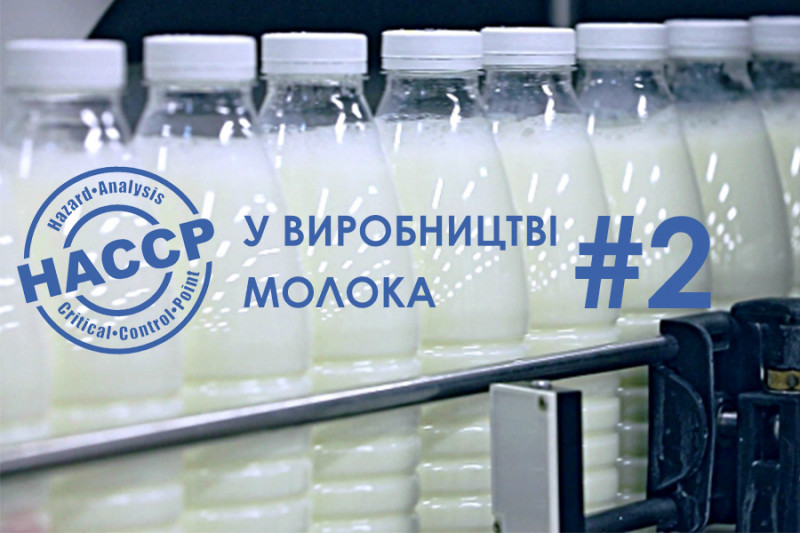 Hazard•Analysis
HACCP
Critical•Control•Point
У ВИРОБНИЦТВІ
МОЛОКА
#2